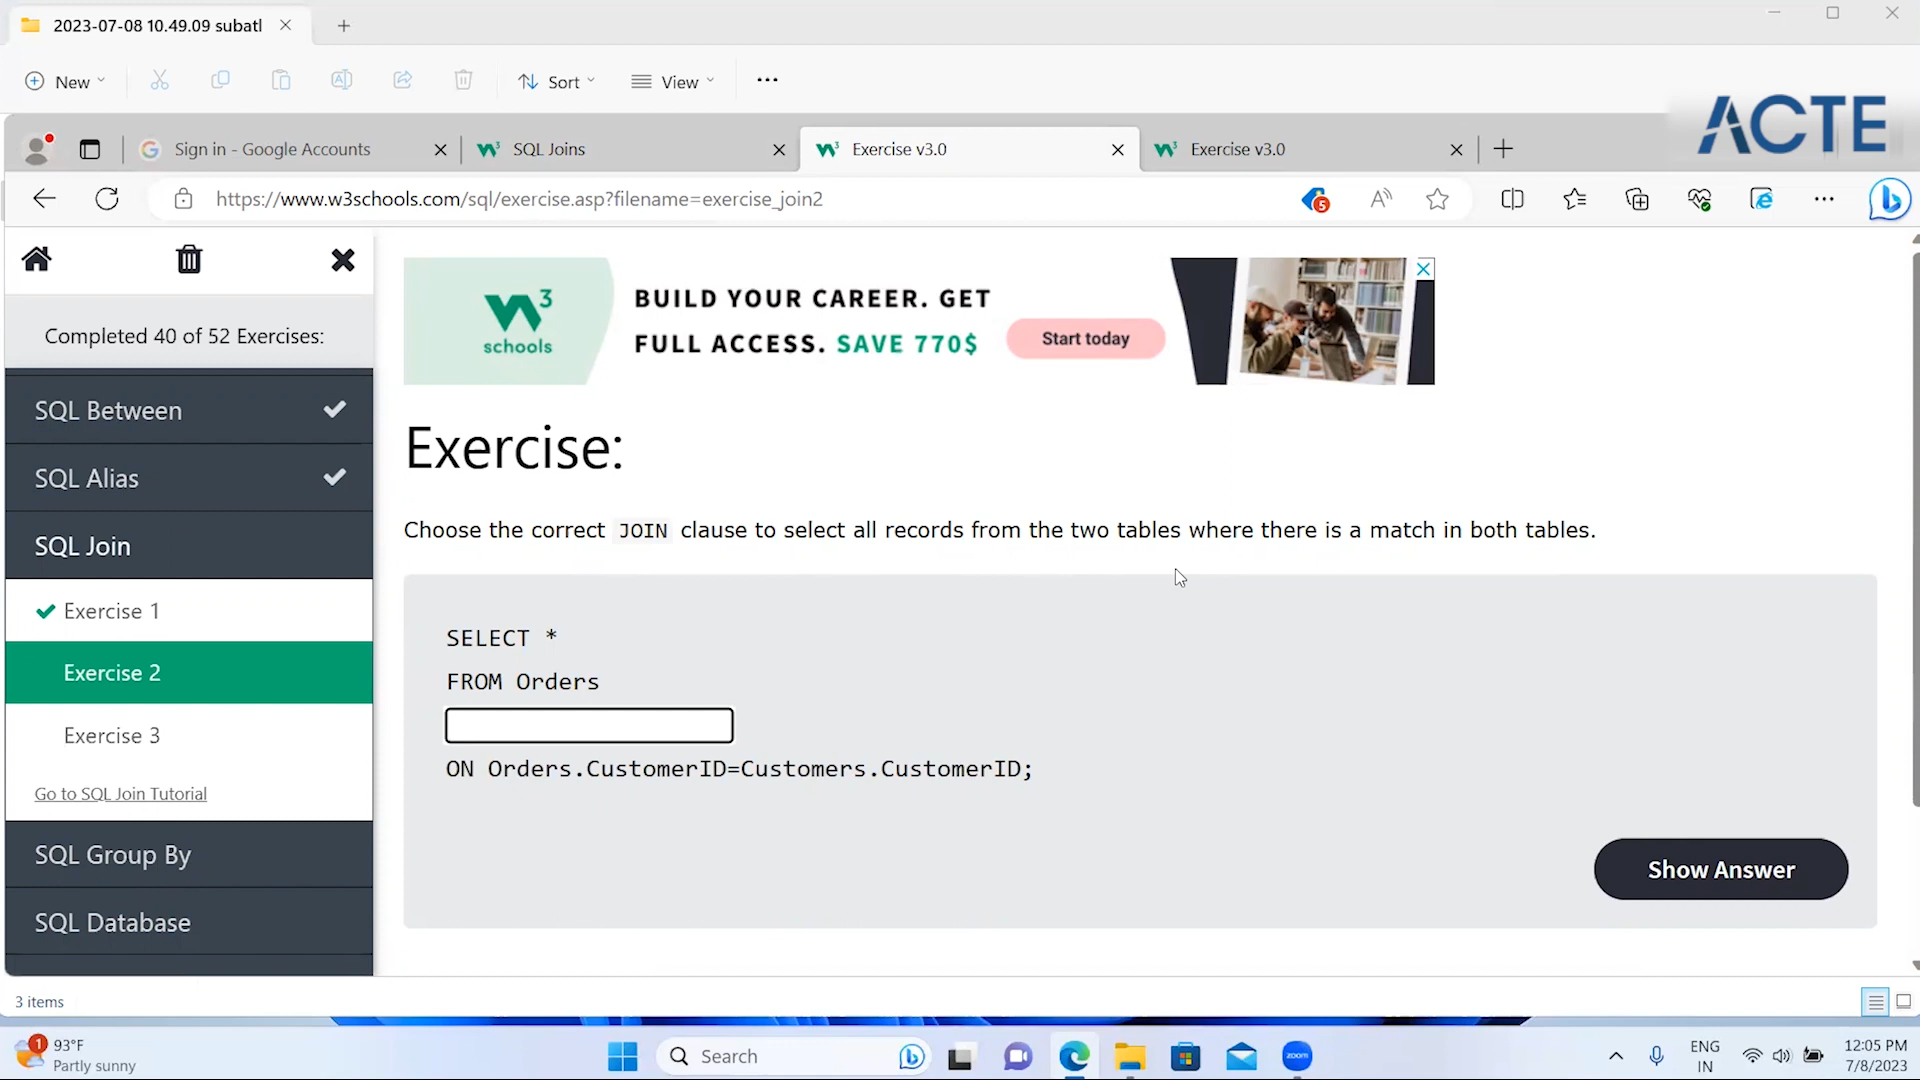 2023-07-08 10.49.09 subatl
New
Sort
View
ACTE
Sign in - Google Accounts
SQL Joins
Exercise v3.0
Exercise v3.0
https://www.w3schools.com/sql/exercise.asp?filename=exercise_join2
5
Completed 40 of 52 Exercises:
SQL Between
SQL Alias
SQL Join
Exercise 1
Exercise 2
Exercise 3
Go to SQL Join Tutorial
SQL Group By
SQL Database
W3
schools
BUILD YOUR CAREER. GET
FULL ACCESS. SAVE 770$
Start today
Exercise:
Choose the correct JOIN clause to select all records from the two tables where there is a match in both tables.
SELECT *
FROM Orders
ON Orders.CustomerID=Customers.CustomerID;
Show Answer
3 items
1
93°F
Partly sunny
Search
zoom
ENG
IN
12:05 PM
7/8/2023